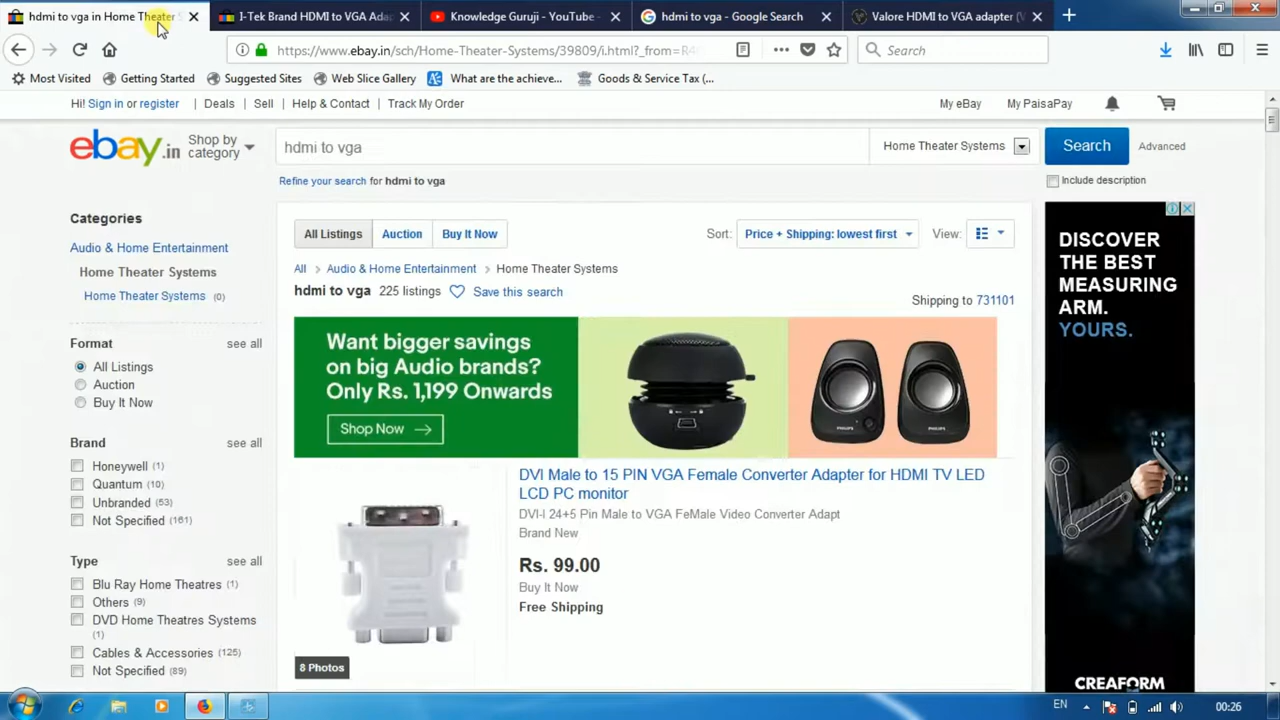 hdmi to vga in Home Theater
I-Tek Brand HDMI to VGA Ada
Knowledge Guruji - YouTube
hdmi to vga - Google Search
Valore HDMI to VGA adapter (V
https://www.ebay.in/sch/Home-Theater-Systems/39809/i.html?_from=R4
Search
Most Visited
Getting Started
Suggested Sites
Web Slice Gallery
What are the achieve...
Goods & Service Tax (...
Hi! Sign in or register
Deals
Sell
Help & Contact
Track My Order
My eBay
My PaisaPay
ebay.in
Shop by
category
hdmi to vga
Home Theater Systems
Search
Advanced
Refine your search for hdmi to vga
Include description
Categories
Audio & Home Entertainment
Home Theater Systems
Home Theater Systems (0)
Format see all
All Listings
Auction
Buy It Now
Brand see all
Honeywell (1)
Quantum (10)
Unbranded (53)
Not Specified (161)
Type see all
Blu Ray Home Theatres (1)
Others (9)
DVD Home Theatres Systems
(1)
Cables & Accessories (125)
Not Specified (89)
All Listings
Auction
Buy It Now
Sort: Price + Shipping: lowest first
View:
All > Audio & Home Entertainment > Home Theater Systems
hdmi to vga 225 listings
Save this search
Shipping to 731101
Want bigger savings
on big Audio brands?
Only Rs. 1,199 Onwards
Shop Now
PHILIPS
PHILIPS
DVI Male to 15 PIN VGA Female Converter Adapter for HDMI TV LED
LCD PC monitor
DVI-I 24+5 Pin Male to VGA FeMale Video Converter Adapt
Brand New
Rs. 99.00
Buy It Now
Free Shipping
8 Photos
DISCOVER
THE BEST
MEASURING
ARM.
YOURS.
CREAFORM
EN
00:26